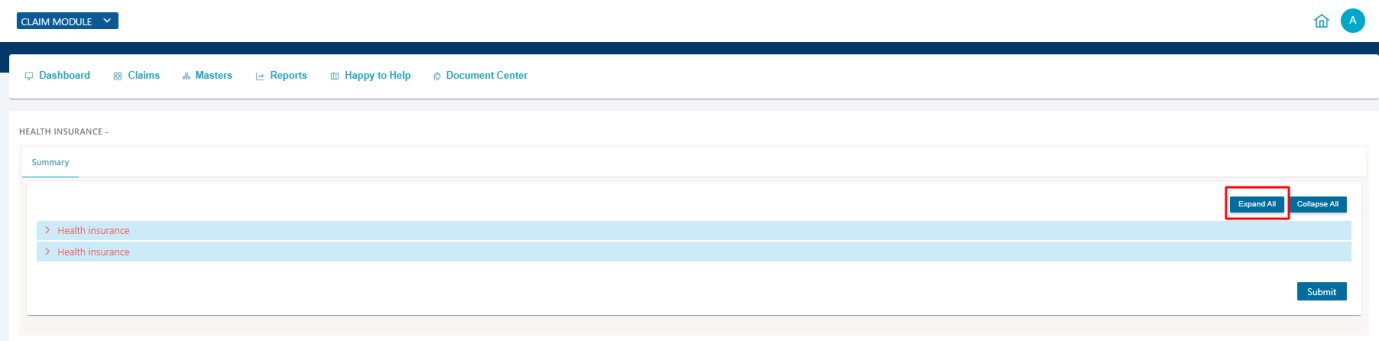 CLAIM MODULE
A
Dashboard Claims Masters Reports Happy to Help Document Center
HEALTH INSURANCE -
Summary
Expand All Collapse All
Health insurance
Health insurance
Submit